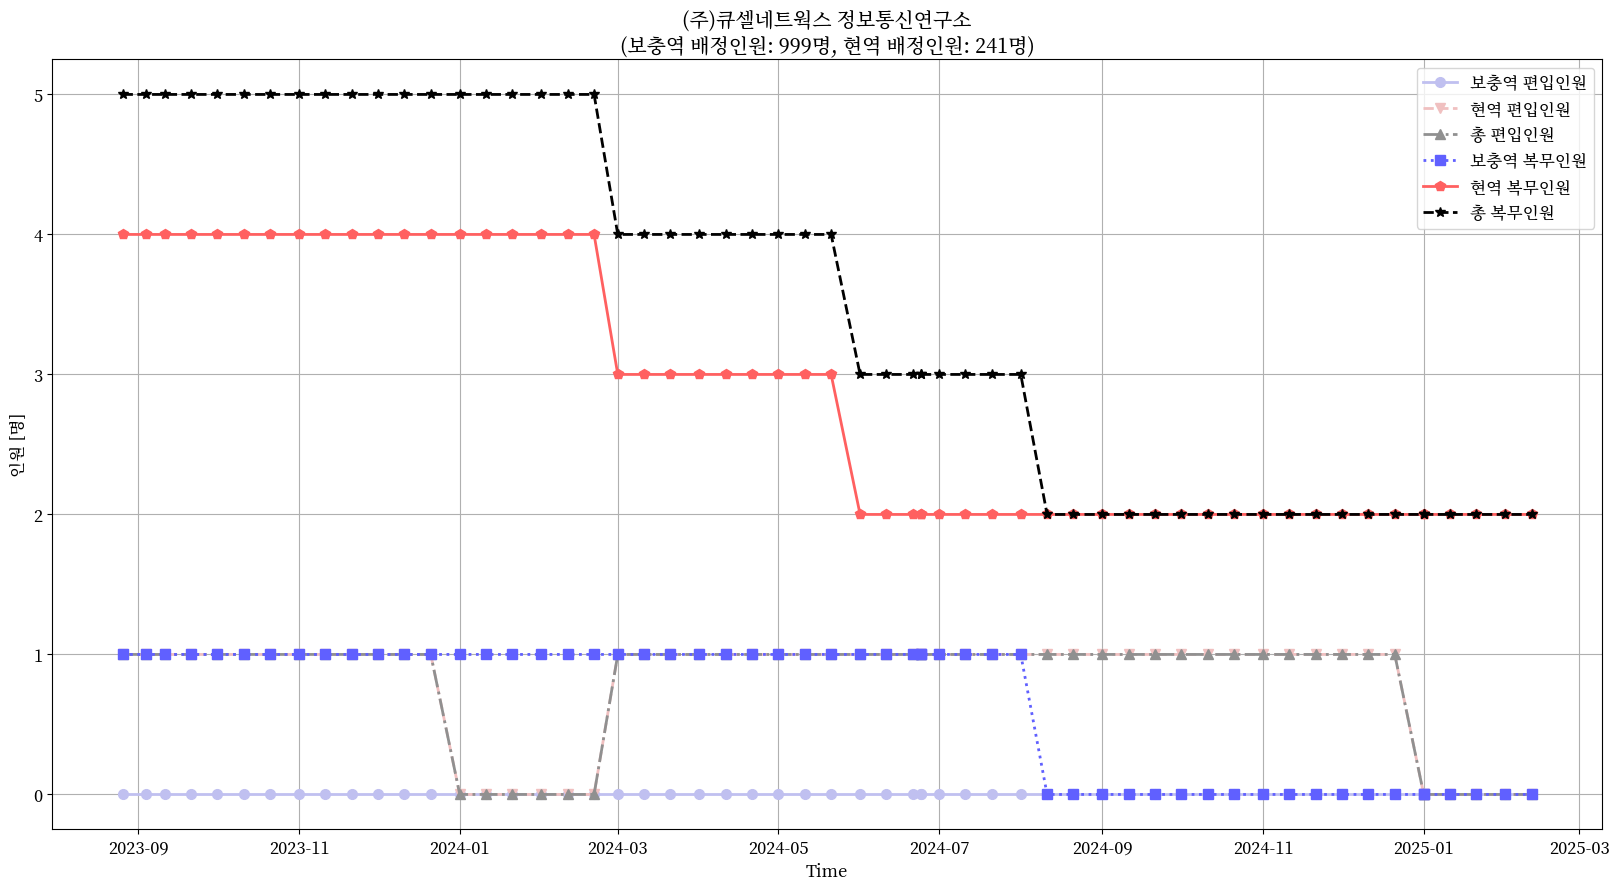 (주)큐셀네트웍스 정보통신연구소
(보충역 배정인원: 999명, 현역 배정인원: 241명)
보충역 편입인원
현역 편입인원
총 편입인원
보충역 복무인원
현역 복무인원
총 복무인원
5
4
3
2
1
0
인원 [명]
2023-09 2023-11 2024-01 2024-03 2024-05 2024-07 2024-09 2024-11 2025-01 2025-03
Time